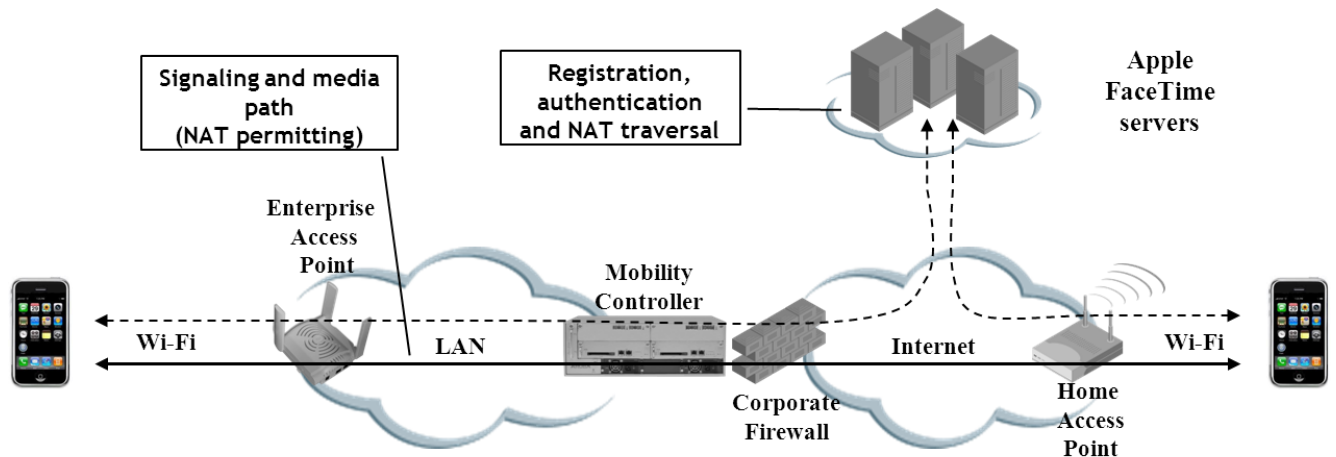 Signaling and media
path
(NAT permitting)
Registration,
authentication
and NAT traversal
Apple
FaceTime
servers
Enterprise
Access
Point
Mobility
Controller
Wi-Fi
LAN
Internet
Wi-Fi
Corporate
Firewall
Home
Access
Point